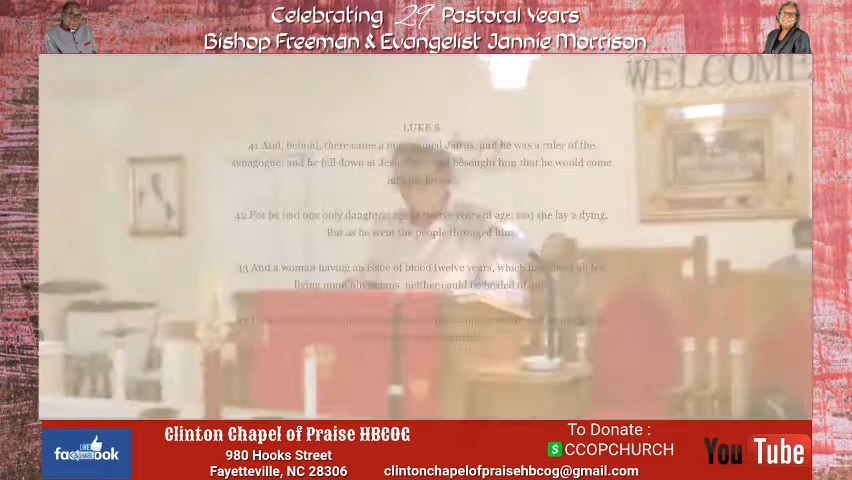 Celebrating 29 Pastoral Years
Bishop Freeman & Evangelist Jannie Morrison
WELCOME
LUKE 8
41 And, behold, there came a man named Jairus, and he was a ruler of the
synagogue: and he fell down at Jesus' and besought him that he would come
42 For he had one only daughter, twelve years of age, and she lay a dying.
But as he went the people thronged him.
43 And a woman having an issue of blood twelve years, which had spent all her
living upon physicians, neither could be healed of any
LIKE
facebook
Clinton Chapel of Praise HBCOG
980 Hooks Street
Fayetteville, NC 28306
clintonchapelofpraisehbcog@gmail.com
To Donate :
$ CCOPCHURCH
You Tube